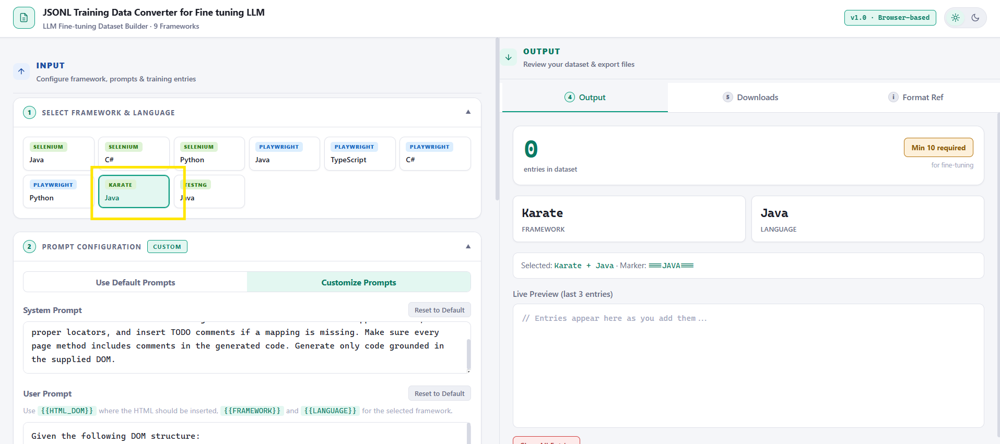 JSONL Training Data Converter for Fine tuning LLM
LLM Fine-tuning Dataset Builder · 9 Frameworks
v1.0 · Browser-based
INPUT
Configure framework, prompts & training entries
1 SELECT FRAMEWORK & LANGUAGE ▲
SELENIUM
Java
SELENIUM
C#
SELENIUM
Python
PLAYWRIGHT
Java
PLAYWRIGHT
TypeScript
PLAYWRIGHT
C#
PLAYWRIGHT
Python
KARATE
Java
TESTNG
Java
2 PROMPT CONFIGURATION CUSTOM ▲
Use Default Prompts
Customize Prompts
System Prompt
Reset to Default
proper locators, and insert TODO comments if a mapping is missing. Make sure every
page method includes comments in the generated code. Generate only code grounded in
the supplied DOM.
User Prompt
Reset to Default
Use {{HTML_DOM}} where the HTML should be inserted, {{FRAMEWORK}} and {{LANGUAGE}} for the selected framework.
Given the following DOM structure:
OUTPUT
Review your dataset & export files
4 Output
5 Downloads
i Format Ref
0
entries in dataset
Min 10 required
for fine-tuning
Karate
FRAMEWORK
Java
LANGUAGE
Selected: Karate + Java · Marker: ===JAVA===
Live Preview (last 3 entries)
// Entries appear here as you add them...